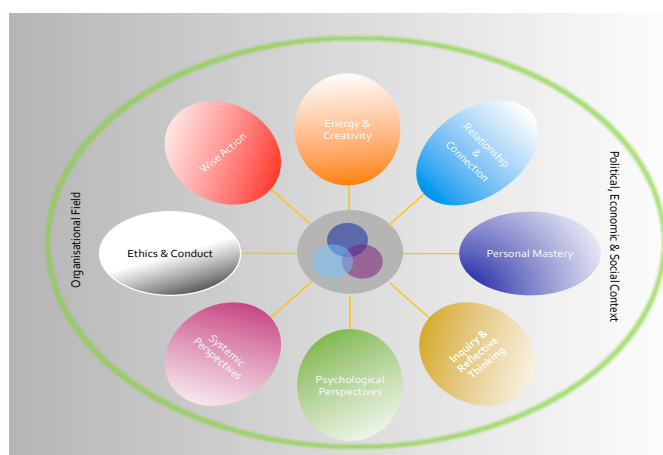 Energy &
Creativity
Wise Action
Relationship
&
Connection
Organisational Field
Political, Economic & Social Context
Ethics & Conduct
Personal Mastery
Systemic
Perspectives
Psychological
Perspectives
Inquiry &
Reflective
Thinking